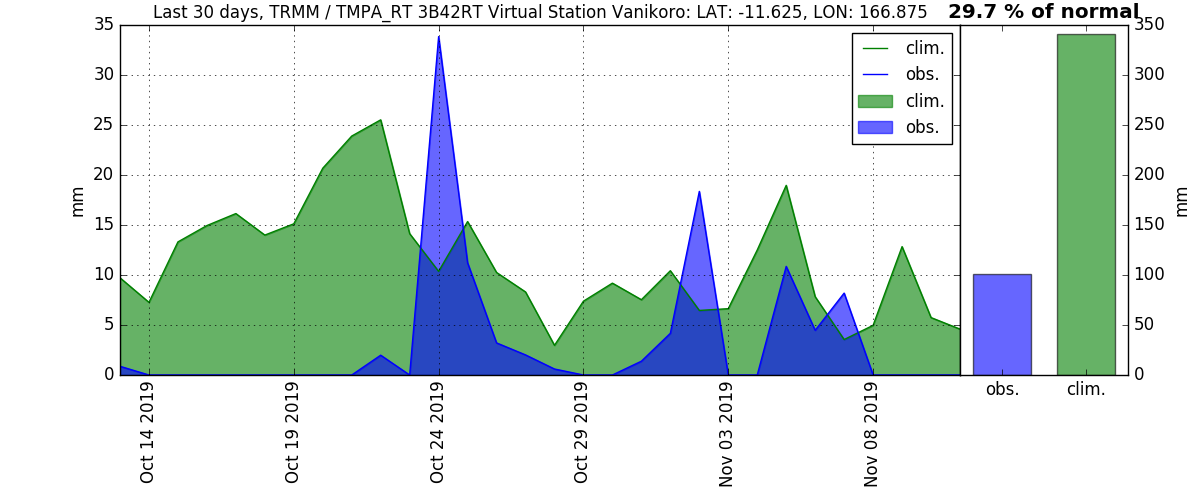 Last 30 days, TRMM / TMPA_RT 3B42RT Virtual Station Vanikoro: LAT: -11.625, LON: 166.875
29.7 % of normal
35
30
25
20
15
10
5
0
mm
clim.
obs.
clim.
obs.
Oct 14 2019
Oct 19 2019
Oct 24 2019
Oct 29 2019
Nov 03 2019
Nov 08 2019
350
300
250
200
150
100
50
0
mm
obs.
clim.